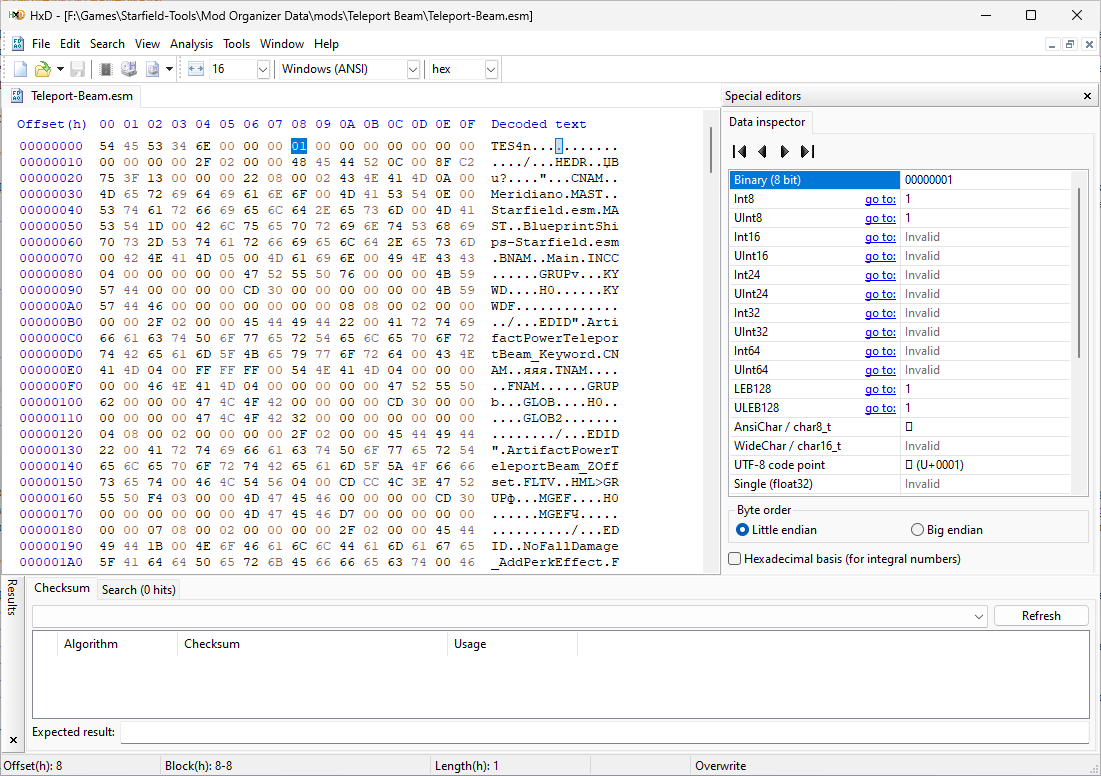 HxD - [F:\Games\Starfield-Tools\Mod Organizer Data\mods\Teleport Beam\Teleport-Beam.esm]
File Edit Search View Analysis Tools Window Help
16 Windows (ANSI) hex
Teleport-Beam.esm
Offset(h) 00 01 02 03 04 05 06 07 08 09 0A 0B 0C 0D 0E 0F Decoded text
00000000 54 45 53 34 6E 00 00 00 01 00 00 00 00 00 00 00 TES4n...........
00000010 00 00 00 00 2F 02 00 00 48 45 44 52 0C 00 8F C2 ..../...HEDR..ЏВ
00000020 75 3F 13 00 00 00 22 08 00 02 43 4E 41 4D 0A 00 u?...."...CNAM..
00000030 4D 65 72 69 64 69 61 6E 6F 00 4D 41 53 54 0E 00 Meridiano.MAST..
00000040 53 74 61 72 66 69 65 6C 64 2E 65 73 6D 00 4D 41 Starfield.esm.MA
00000050 53 54 1D 00 42 6C 75 65 70 72 69 6E 74 53 68 69 ST..BlueprintShi
00000060 70 73 2D 53 74 61 72 66 69 65 6C 64 2E 65 73 6D ps-Starfield.esm
00000070 00 42 4E 41 4D 05 00 4D 61 69 6E 00 49 4E 43 43 .BNAM..Main.INCC
00000080 04 00 00 00 00 00 47 52 55 50 76 00 00 00 4B 59 ......GRUPv...KY
00000090 57 44 00 00 00 00 CD 30 00 00 00 00 00 00 4B 59 WD....Н0......KY
000000A0 57 44 46 00 00 00 00 00 00 00 08 08 00 02 00 00 WDF.............
000000B0 00 00 2F 02 00 00 45 44 49 44 22 00 41 72 74 69 ../...EDID".Arti
000000C0 66 61 63 74 50 6F 77 65 72 54 65 6C 65 70 6F 72 factPowerTelepor
000000D0 74 42 65 61 6D 5F 4B 65 79 77 6F 72 64 00 43 4E tBeam_Keyword.CN
000000E0 41 4D 04 00 FF FF FF 00 54 4E 41 4D 04 00 00 00 AM..яяя.TNAM....
000000F0 00 00 46 4E 41 4D 04 00 00 00 00 00 47 52 55 50 ..FNAM......GRUP
00000100 62 00 00 00 47 4C 4F 42 00 00 00 00 CD 30 00 00 b...GLOB....Н0..
00000110 00 00 00 00 47 4C 4F 42 32 00 00 00 00 00 00 00 ....GLOB2.......
00000120 04 08 00 02 00 00 00 00 2F 02 00 00 45 44 49 44 ......../...EDID
00000130 22 00 41 72 74 69 66 61 63 74 50 6F 77 65 72 54 ".ArtifactPowerT
00000140 65 6C 65 70 6F 72 74 42 65 61 6D 5F 5A 4F 66 66 eleportBeam_ZOff
00000150 73 65 74 00 46 4C 54 56 04 00 CD CC 4C 3E 47 52 set.FLTV..НМL>GR
00000160 55 50 F4 03 00 00 4D 47 45 46 00 00 00 00 CD 30 UPф...MGEF....Н0
00000170 00 00 00 00 00 00 4D 47 45 46 D7 00 00 00 00 00 ......MGEFЧ.....
00000180 00 00 07 08 00 02 00 00 00 00 2F 02 00 00 45 44 ........../...ED
00000190 49 44 1B 00 4E 6F 46 61 6C 6C 44 61 6D 61 67 65 ID..NoFallDamage
000001A0 5F 41 64 64 50 65 72 6B 45 66 66 65 63 74 00 46 _AddPerkEffect.F
Special editors
Data inspector
Binary (8 bit) 00000001
Int8 go to: 1
UInt8 go to: 1
Int16 go to: Invalid
UInt16 go to: Invalid
Int24 go to: Invalid
UInt24 go to: Invalid
Int32 go to: Invalid
UInt32 go to: Invalid
Int64 go to: Invalid
UInt64 go to: Invalid
LEB128 go to: 1
ULEB128 go to: 1
AnsiChar / char8_t
WideChar / char16_t Invalid
UTF-8 code point (U+0001)
Single (float32) Invalid
Byte order
Little endian Big endian
Hexadecimal basis (for integral numbers)
Results
Checksum Search (0 hits)
Refresh
Algorithm Checksum Usage
Expected result:
Offset(h): 8 Block(h): 8-8 Length(h): 1 Overwrite